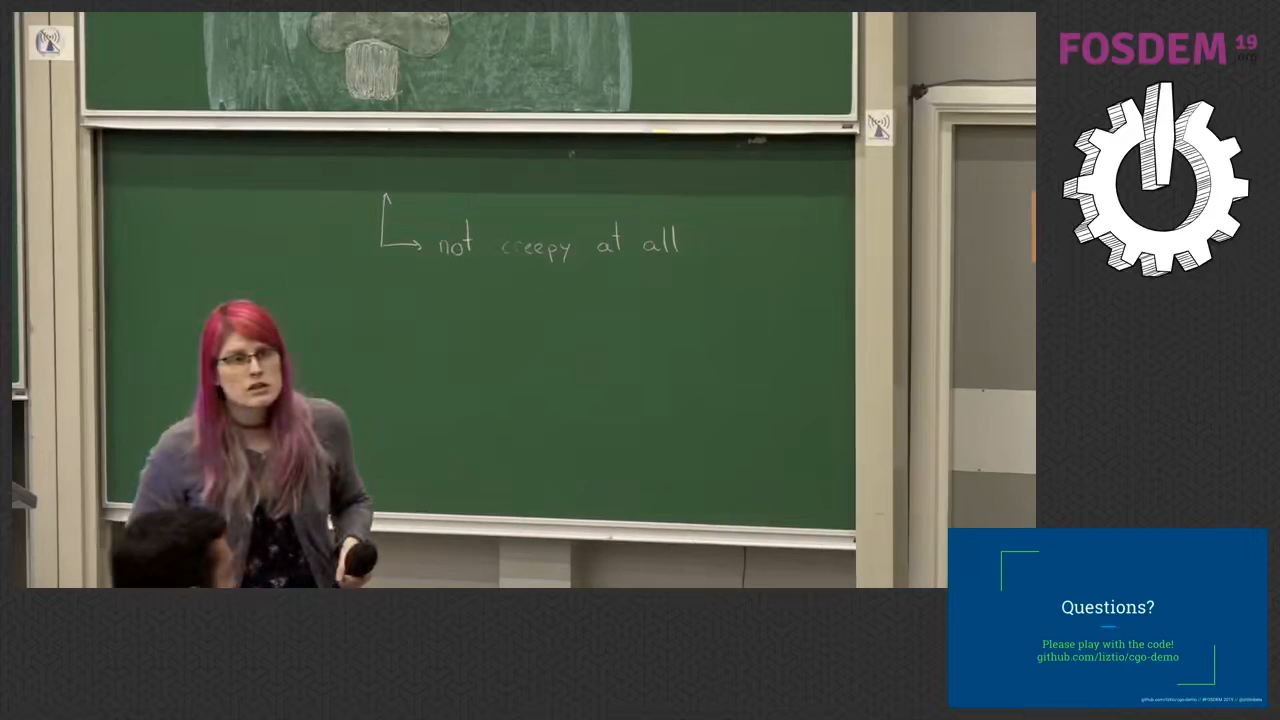 FOSDEM 19
.org
not creepy at all
Questions?
Please play with the code!
github.com/liztio/cgo-demo